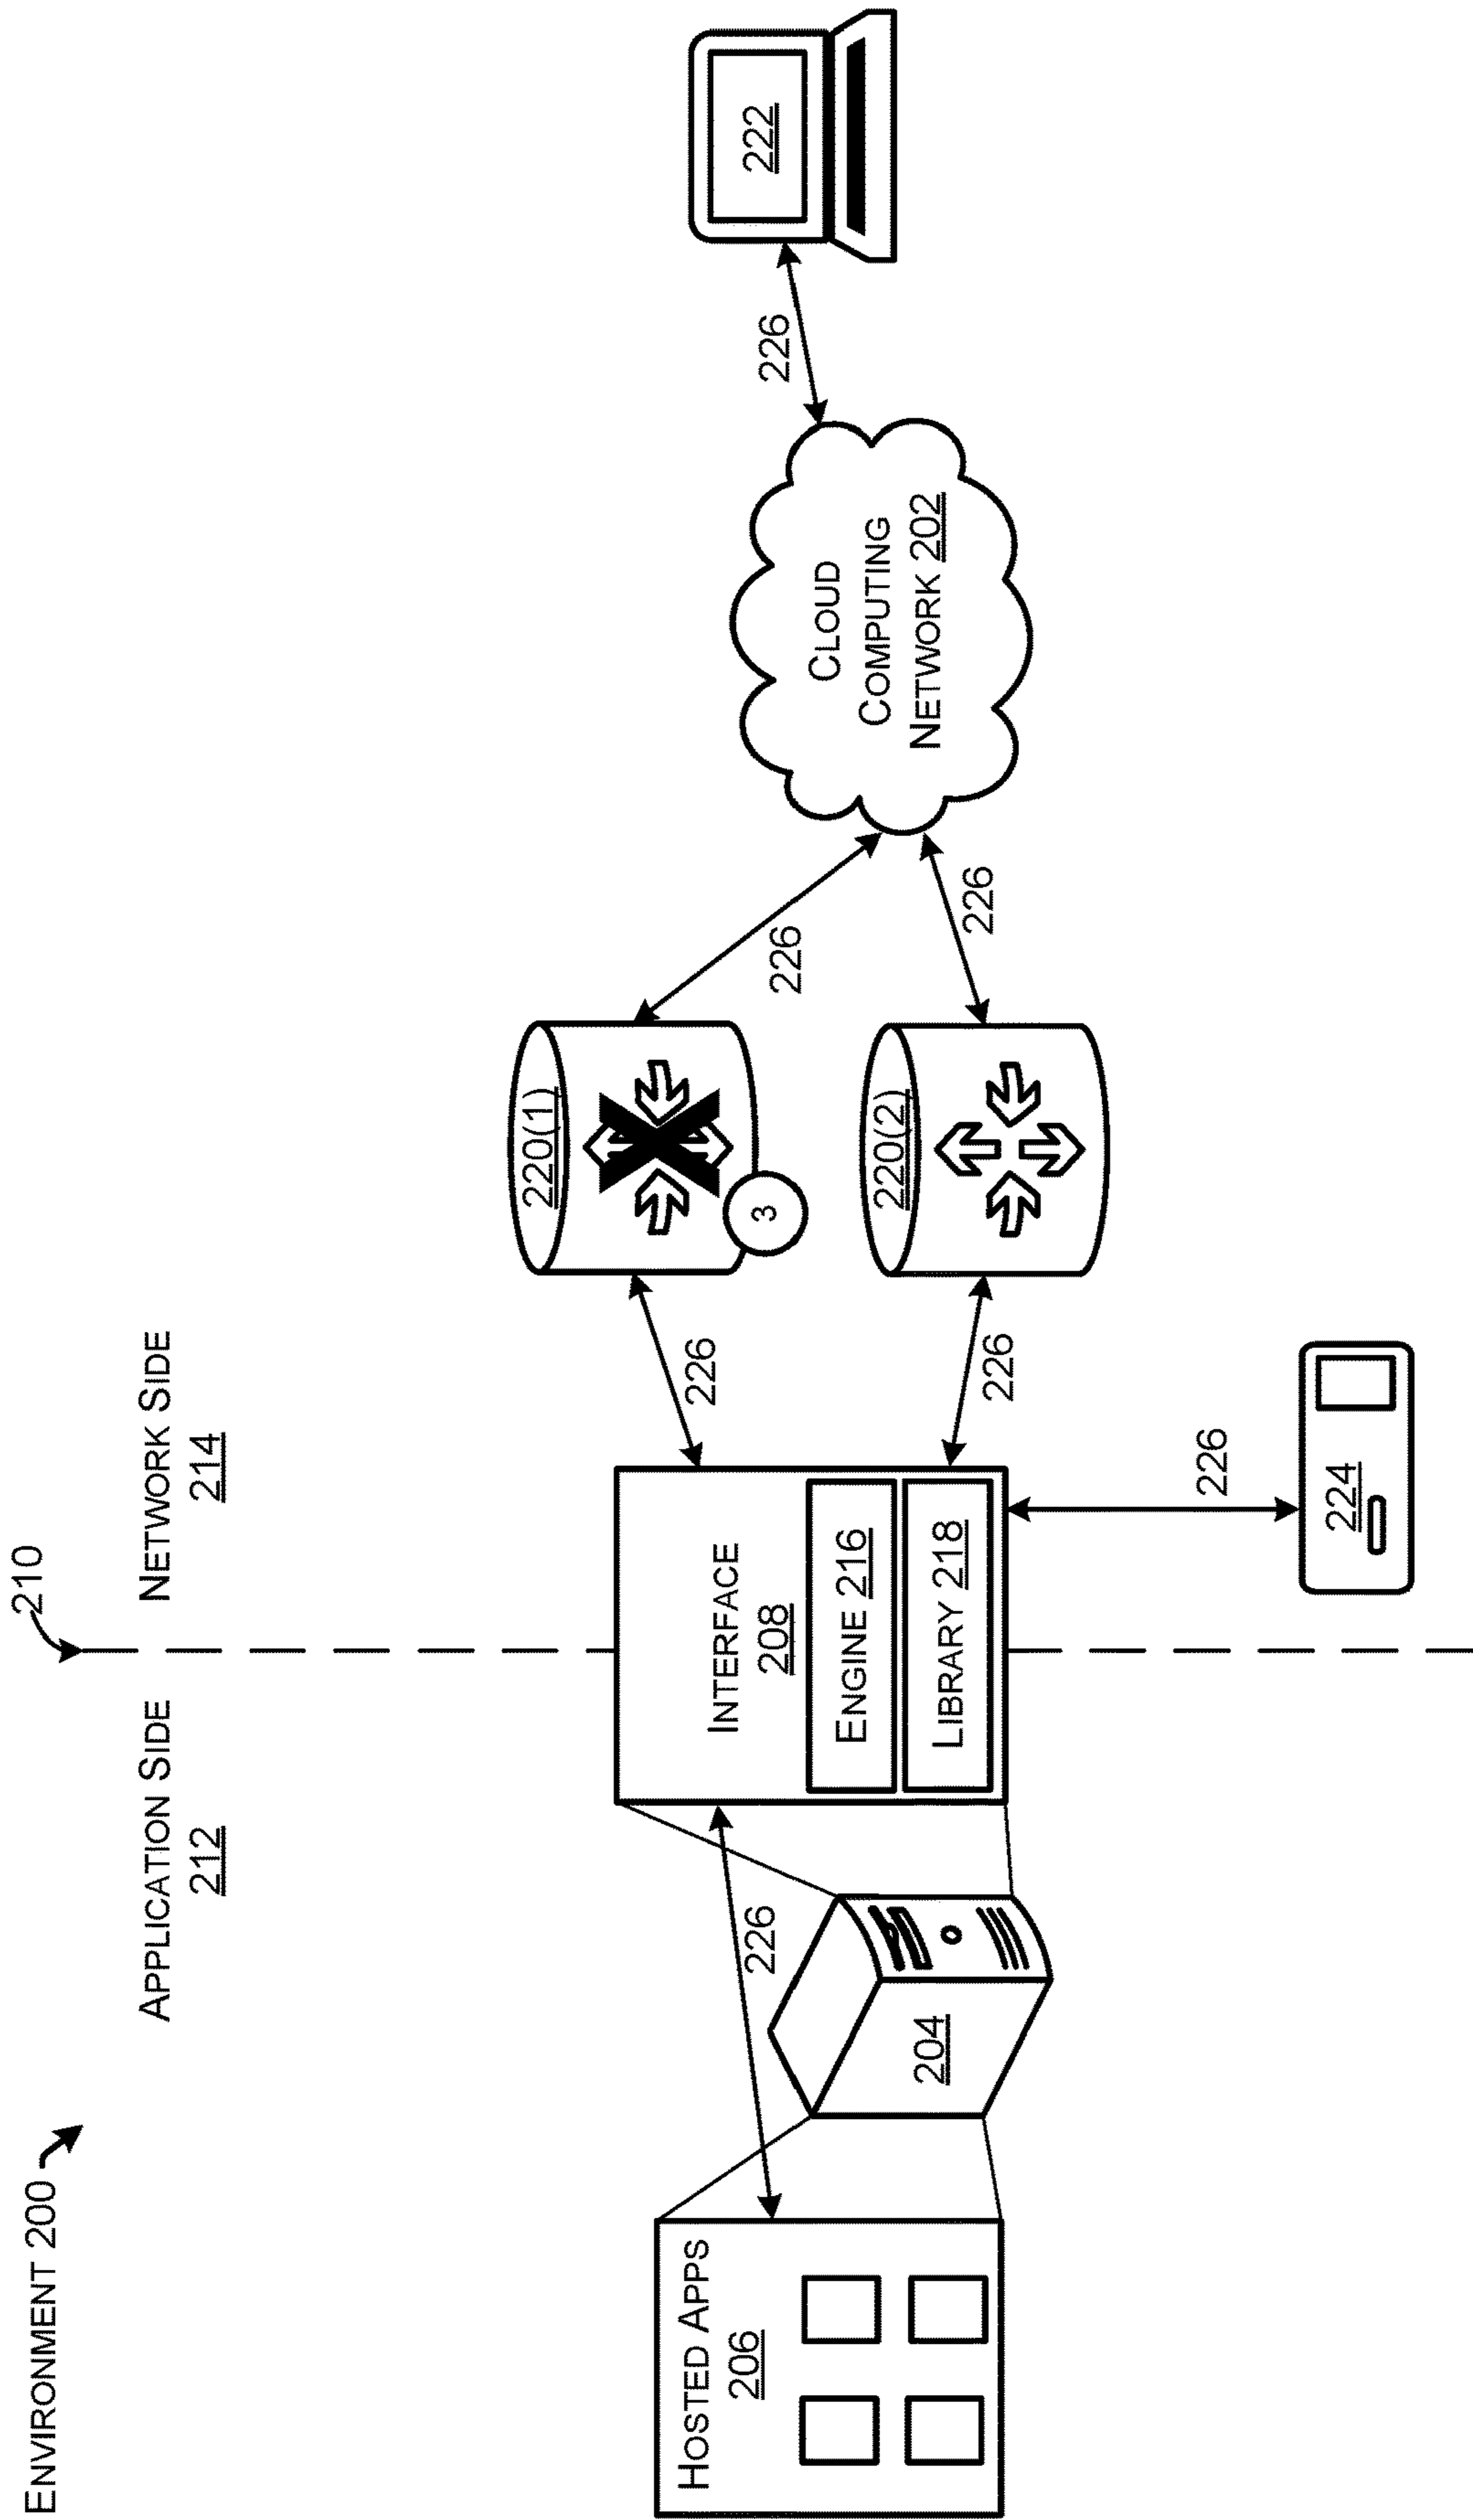 ENVIRONMENT 200
210
APPLICATION SIDE
212
NETWORK SIDE
214
HOSTED APPS
206
226
204
INTERFACE
208
ENGINE 216
LIBRARY 218
226
226
226
224
220(1)
3
220(2)
226
226
CLOUD
COMPUTING
NETWORK 202
226
222